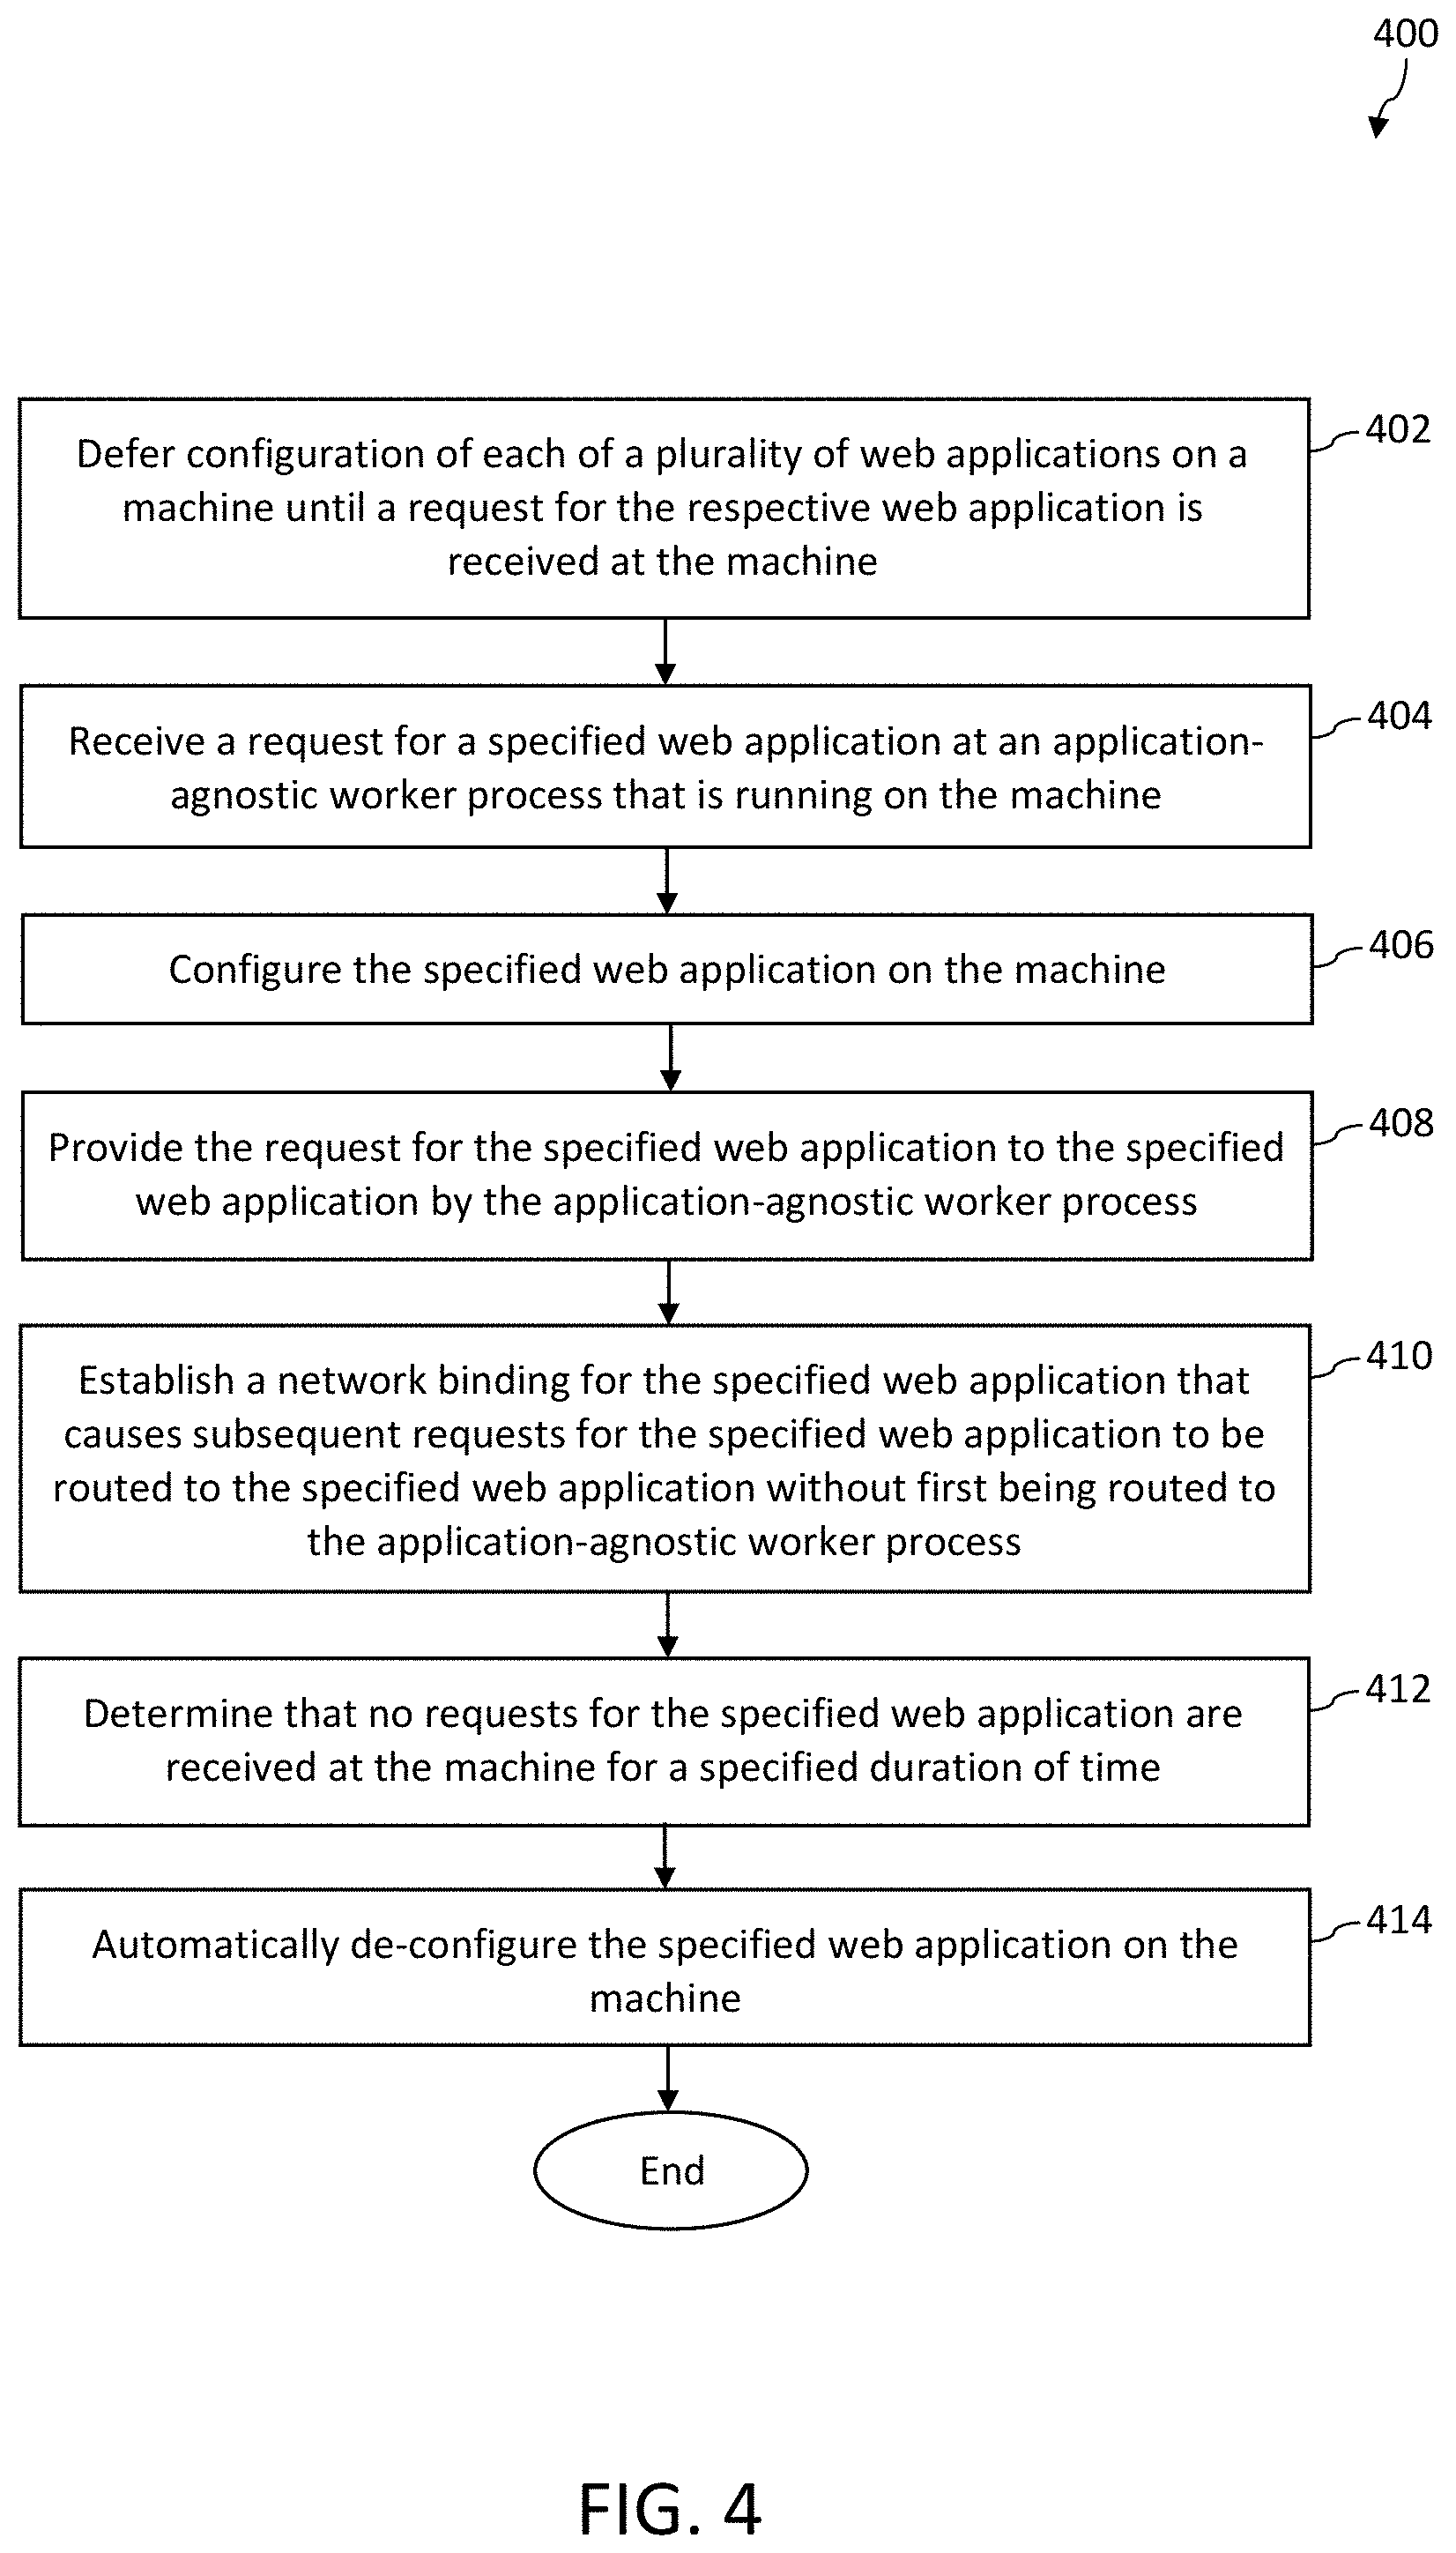 400
Defer configuration of each of a plurality of web applications on a
machine until a request for the respective web application is
received at the machine
402
Receive a request for a specified web application at an application-
agnostic worker process that is running on the machine
404
Configure the specified web application on the machine
406
Provide the request for the specified web application to the specified
web application by the application-agnostic worker process
408
Establish a network binding for the specified web application that
causes subsequent requests for the specified web application to be
routed to the specified web application without first being routed to
the application-agnostic worker process
410
Determine that no requests for the specified web application are
received at the machine for a specified duration of time
412
Automatically de-configure the specified web application on the
machine
414
End
FIG. 4